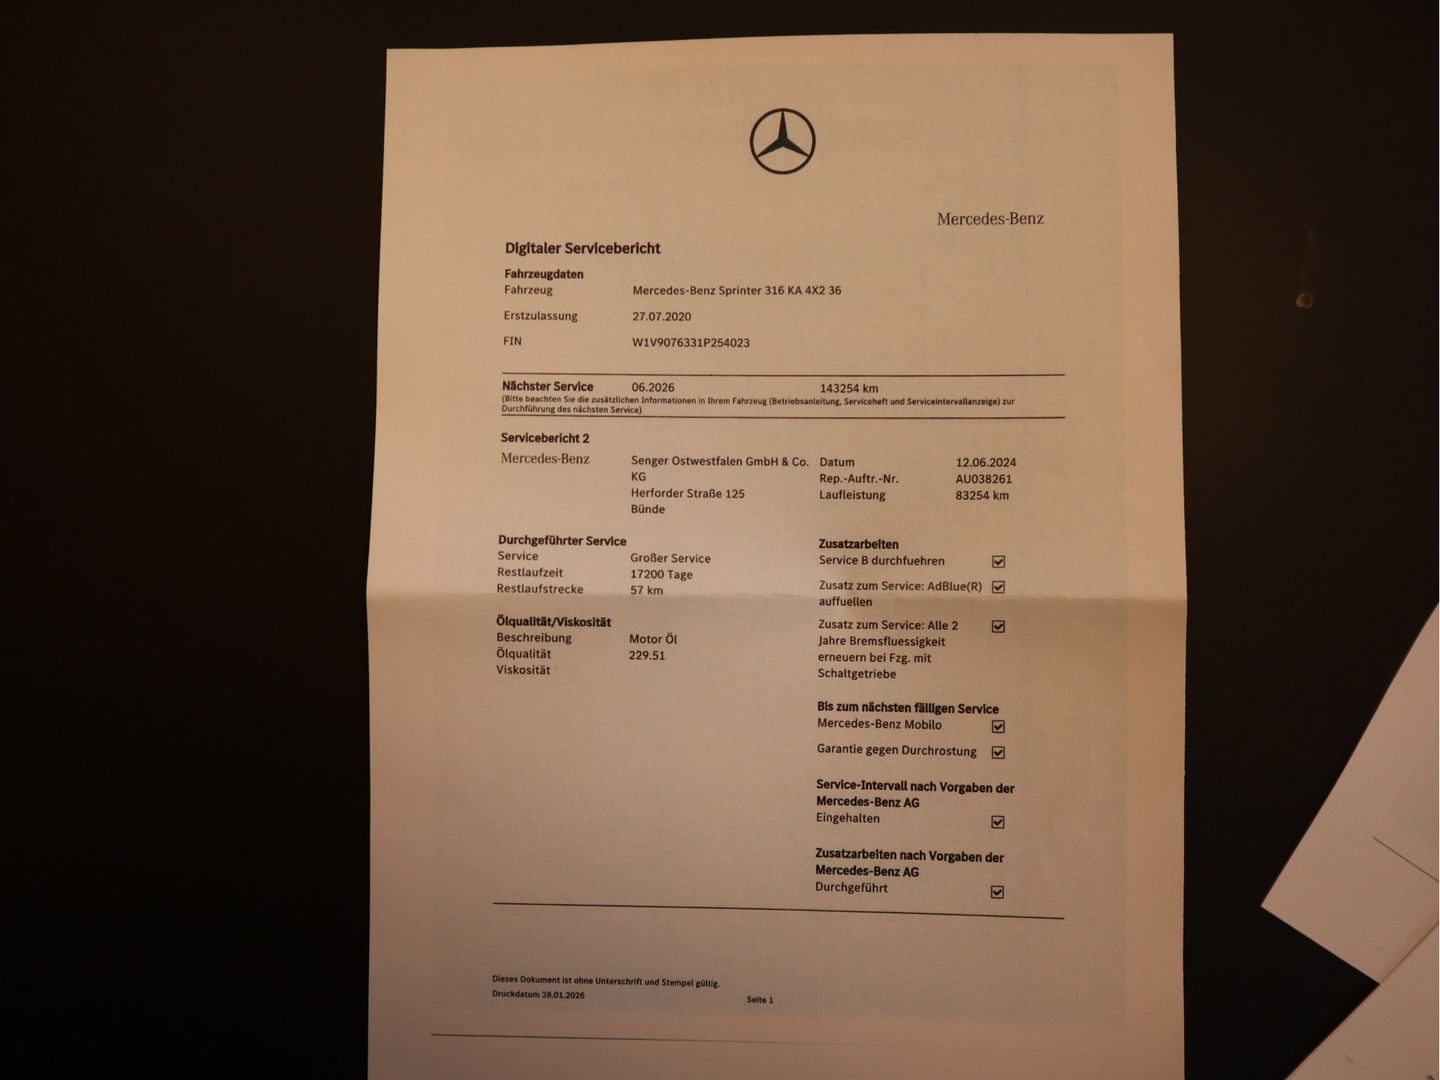 Mercedes-Benz
Digitaler Servicebericht
Fahrzeugdaten
Fahrzeug Mercedes-Benz Sprinter 316 KA 4X2 36
Erstzulassung 27.07.2020
FIN W1V9076331P254023
Nächster Service 06.2026 143254 km
(Bitte beachten Sie die zusätzlichen Informationen in Ihrem Fahrzeug (Betriebsanleitung, Serviceheft und Serviceintervallanzeige) zur
Durchführung des nächsten Service)
Servicebericht 2
Mercedes-Benz
Senger Ostwestfalen GmbH & Co.
KG
Herforder Straße 125
Bünde
Datum 12.06.2024
Rep.-Auftr.-Nr. AU038261
Laufleistung 83254 km
Durchgeführter Service
Service Großer Service
Restlaufzeit 17200 Tage
Restlaufstrecke 57 km
Ölqualität/Viskosität
Beschreibung Motor Öl
Ölqualität 229.51
Viskosität
Zusatzarbeiten
Service B durchfuehren
Zusatz zum Service: AdBlue(R)
auffuellen
Zusatz zum Service: Alle 2
Jahre Bremsfluessigkeit
erneuern bei Fzg. mit
Schaltgetriebe
Bis zum nächsten fälligen Service
Mercedes-Benz Mobilo
Garantie gegen Durchrostung
Service-Intervall nach Vorgaben der
Mercedes-Benz AG
Eingehalten
Zusatzarbeiten nach Vorgaben der
Mercedes-Benz AG
Durchgeführt
Dieses Dokument ist ohne Unterschrift und Stempel gültig.
Druckdatum 28.01.2026 Seite 1